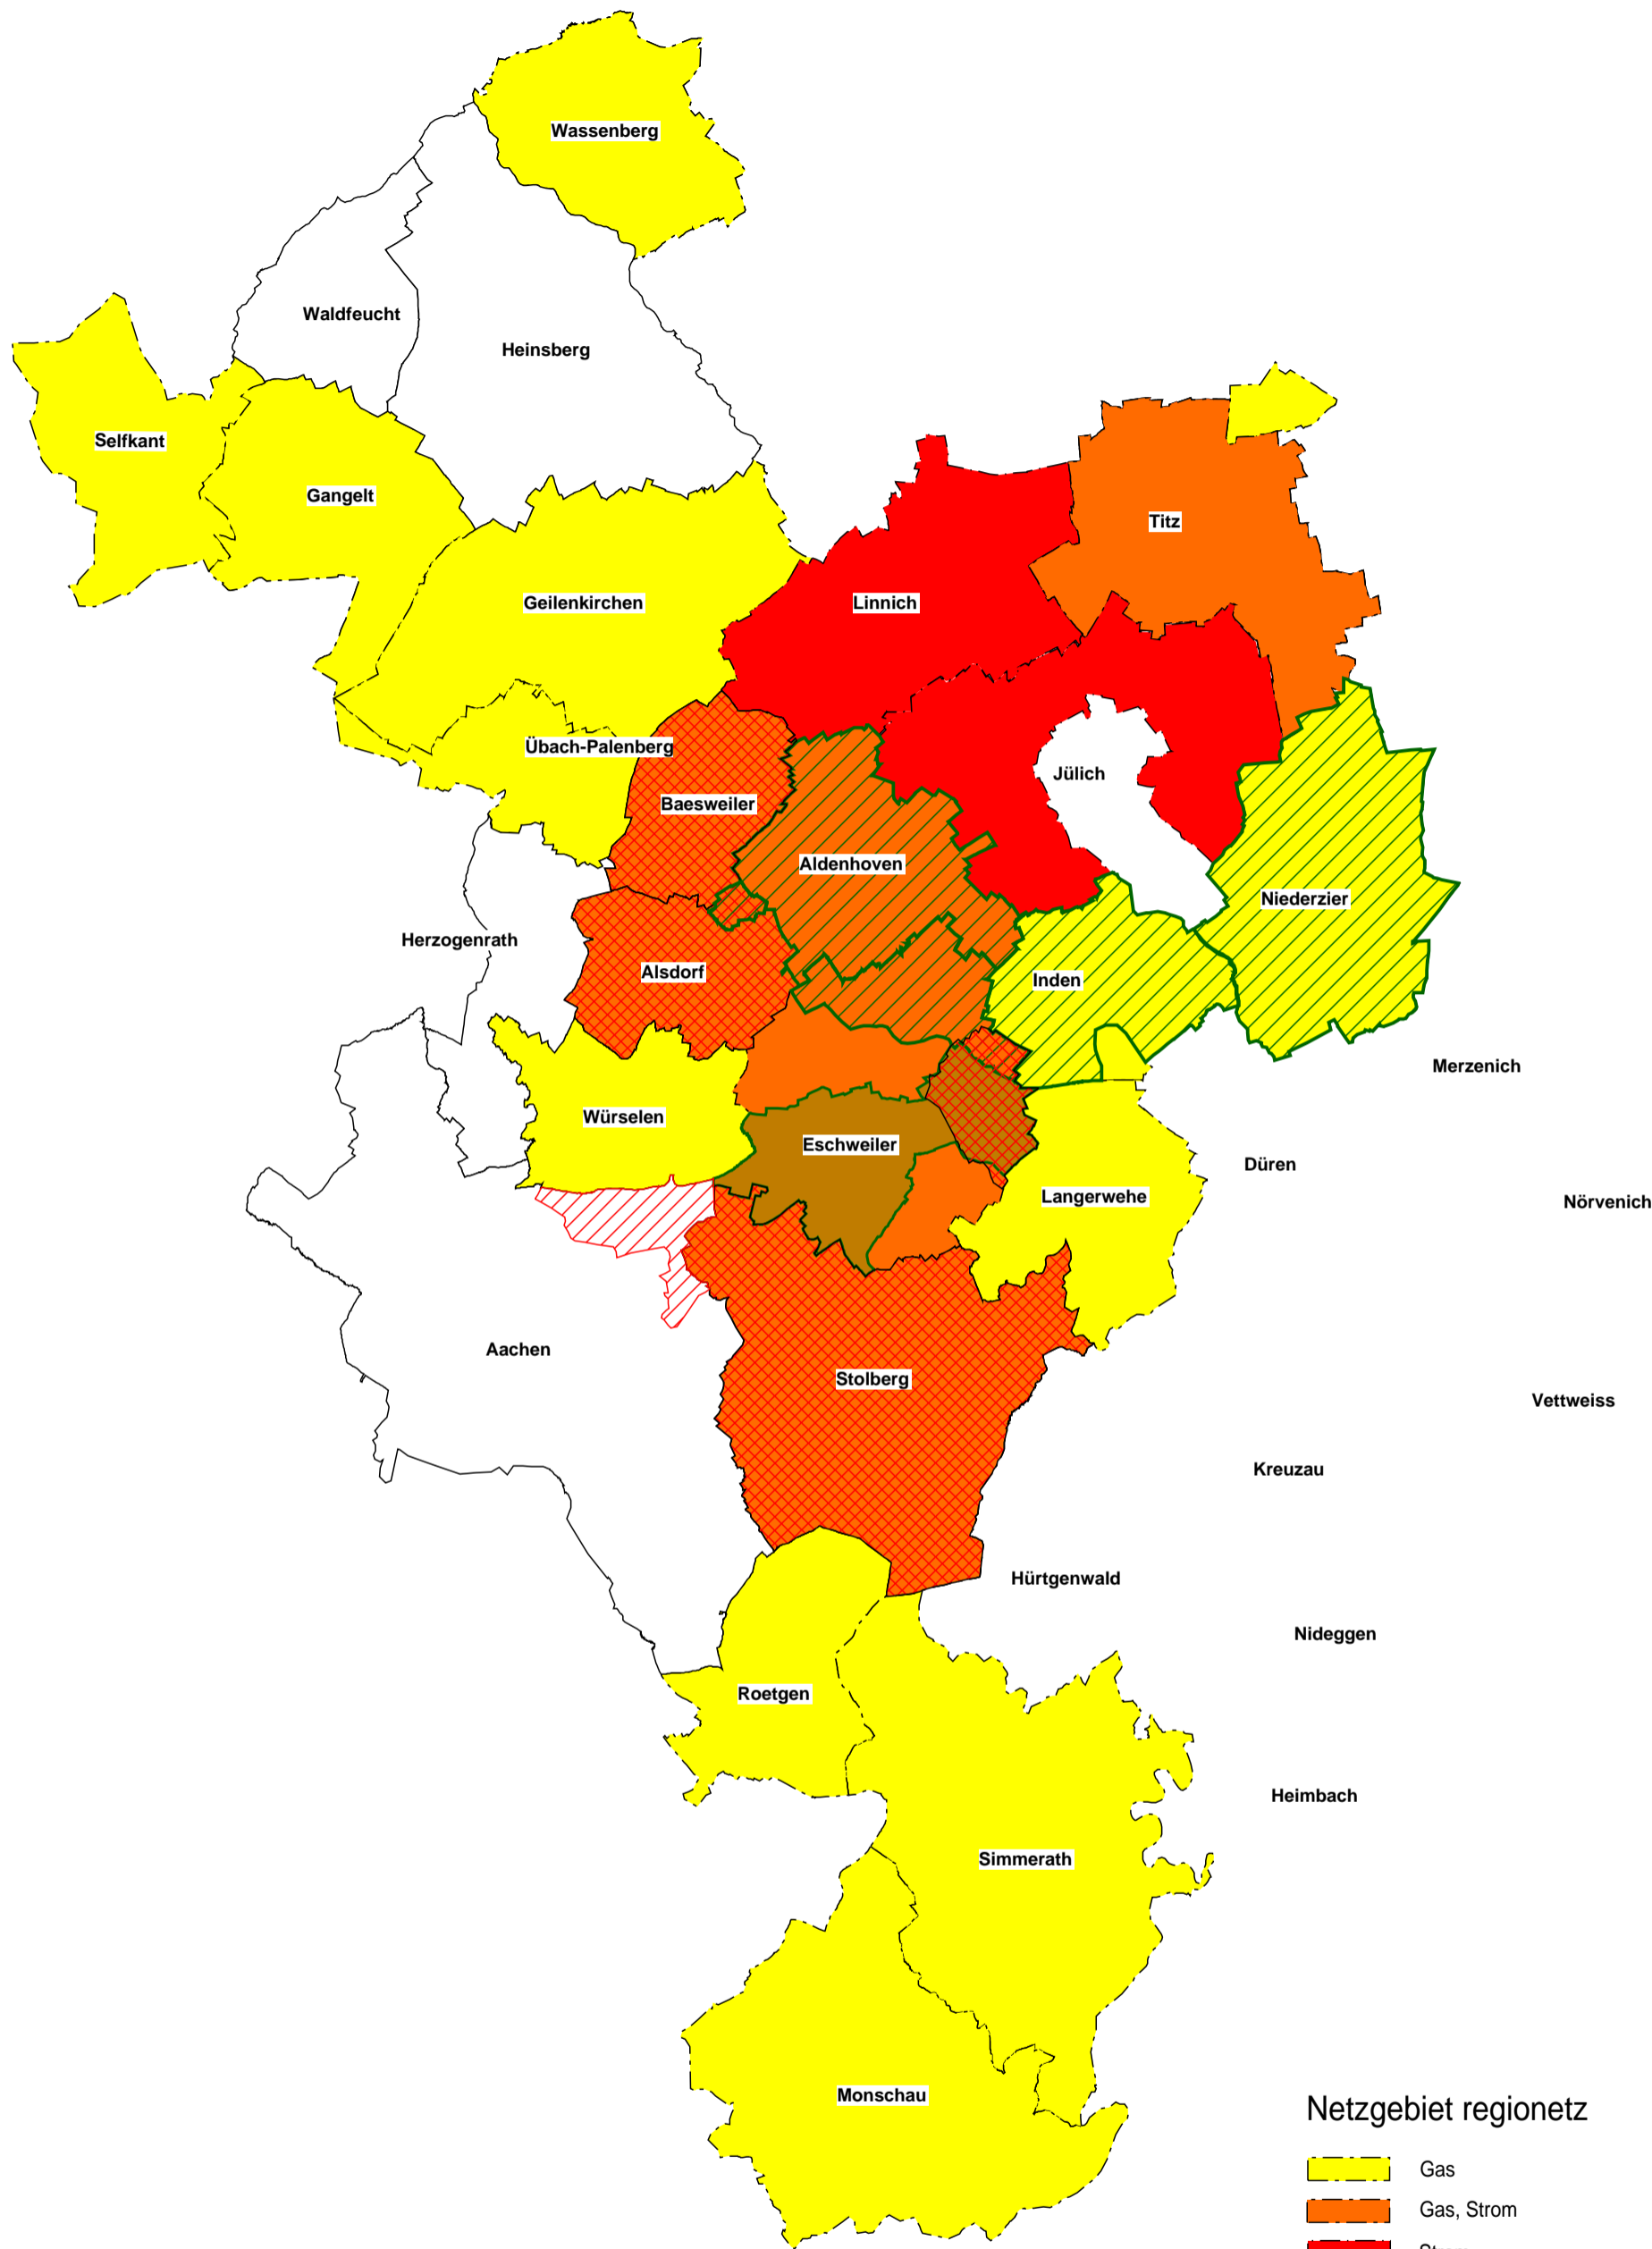 Wassenberg
Waldfeucht
Heinsberg
Selfkant
Gangelt
Titz
Geilenkirchen
Linnich
Übach-Palenberg
Jülich
Baesweiler
Aldenhoven
Niederzier
Herzogenrath
Alsdorf
Inden
Merzenich
Würselen
Eschweiler
Düren
Langerwehe
Nörvenich
Aachen
Stolberg
Vettweiss
Kreuzau
Hürtgenwald
Nideggen
Roetgen
Heimbach
Simmerath
Monschau
Netzgebiet regionetz
Gas
Gas, Strom
Strom